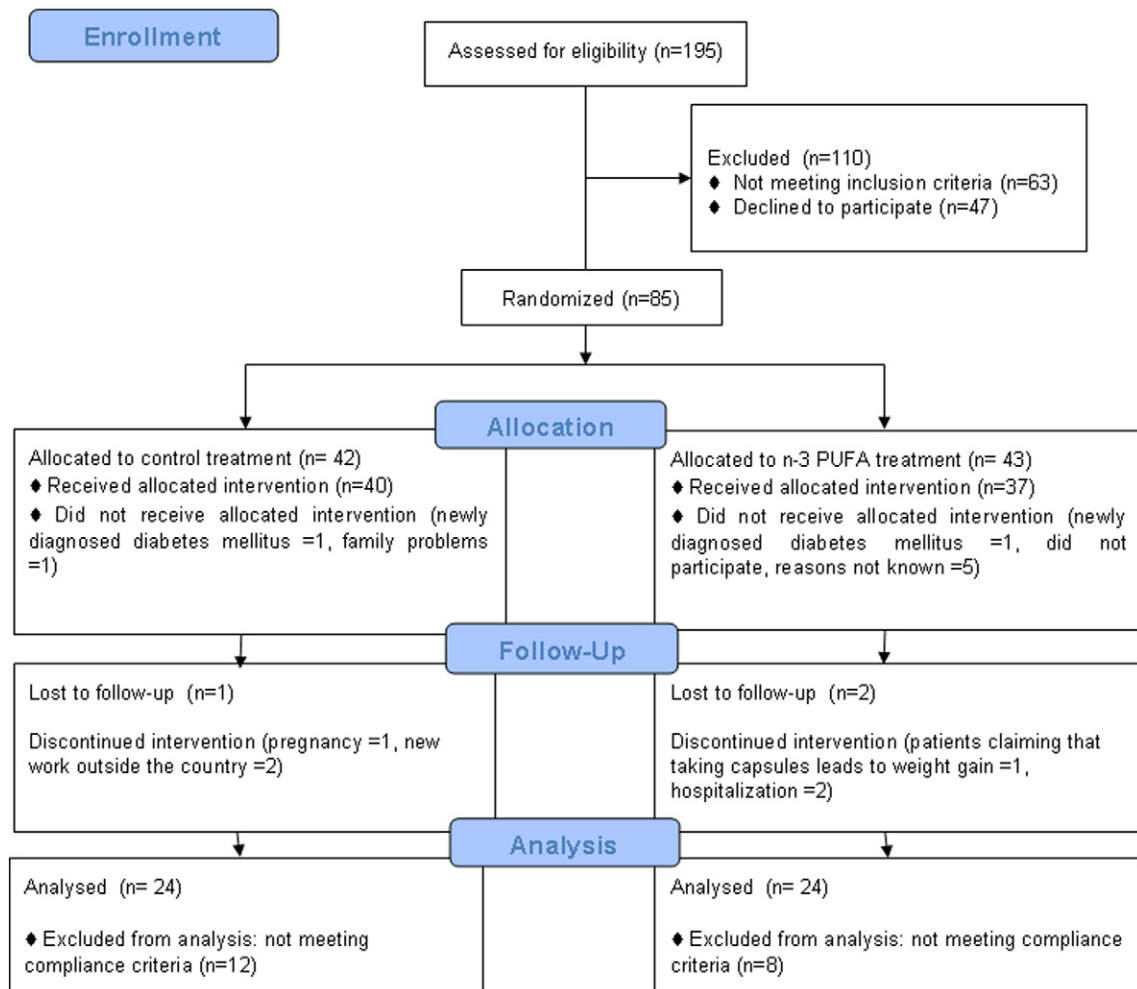 Enrollment
Assessed for eligibility (n=195)
Excluded (n=110)
♦ Not meeting inclusion criteria (n=63)
♦ Declined to participate (n=47)
Randomized (n=85)
Allocation
Allocated to control treatment (n= 42)
♦ Received allocated intervention (n=40)
♦ Did not receive allocated intervention (newly
diagnosed diabetes mellitus =1, family problems
=1)
Allocated to n-3 PUFA treatment (n= 43)
♦ Received allocated intervention (n=37)
♦ Did not receive allocated intervention (newly
diagnosed diabetes mellitus =1, did not
participate, reasons not known =5)
Follow-Up
Lost to follow-up (n=1)
Discontinued intervention (pregnancy =1, new
work outside the country =2)
Lost to follow-up (n=2)
Discontinued intervention (patients claiming that
taking capsules leads to weight gain =1,
hospitalization =2)
Analysis
Analysed (n= 24)
♦ Excluded from analysis: not meeting
compliance criteria (n=12)
Analysed (n= 24)
♦ Excluded from analysis: not meeting compliance
criteria (n=8)